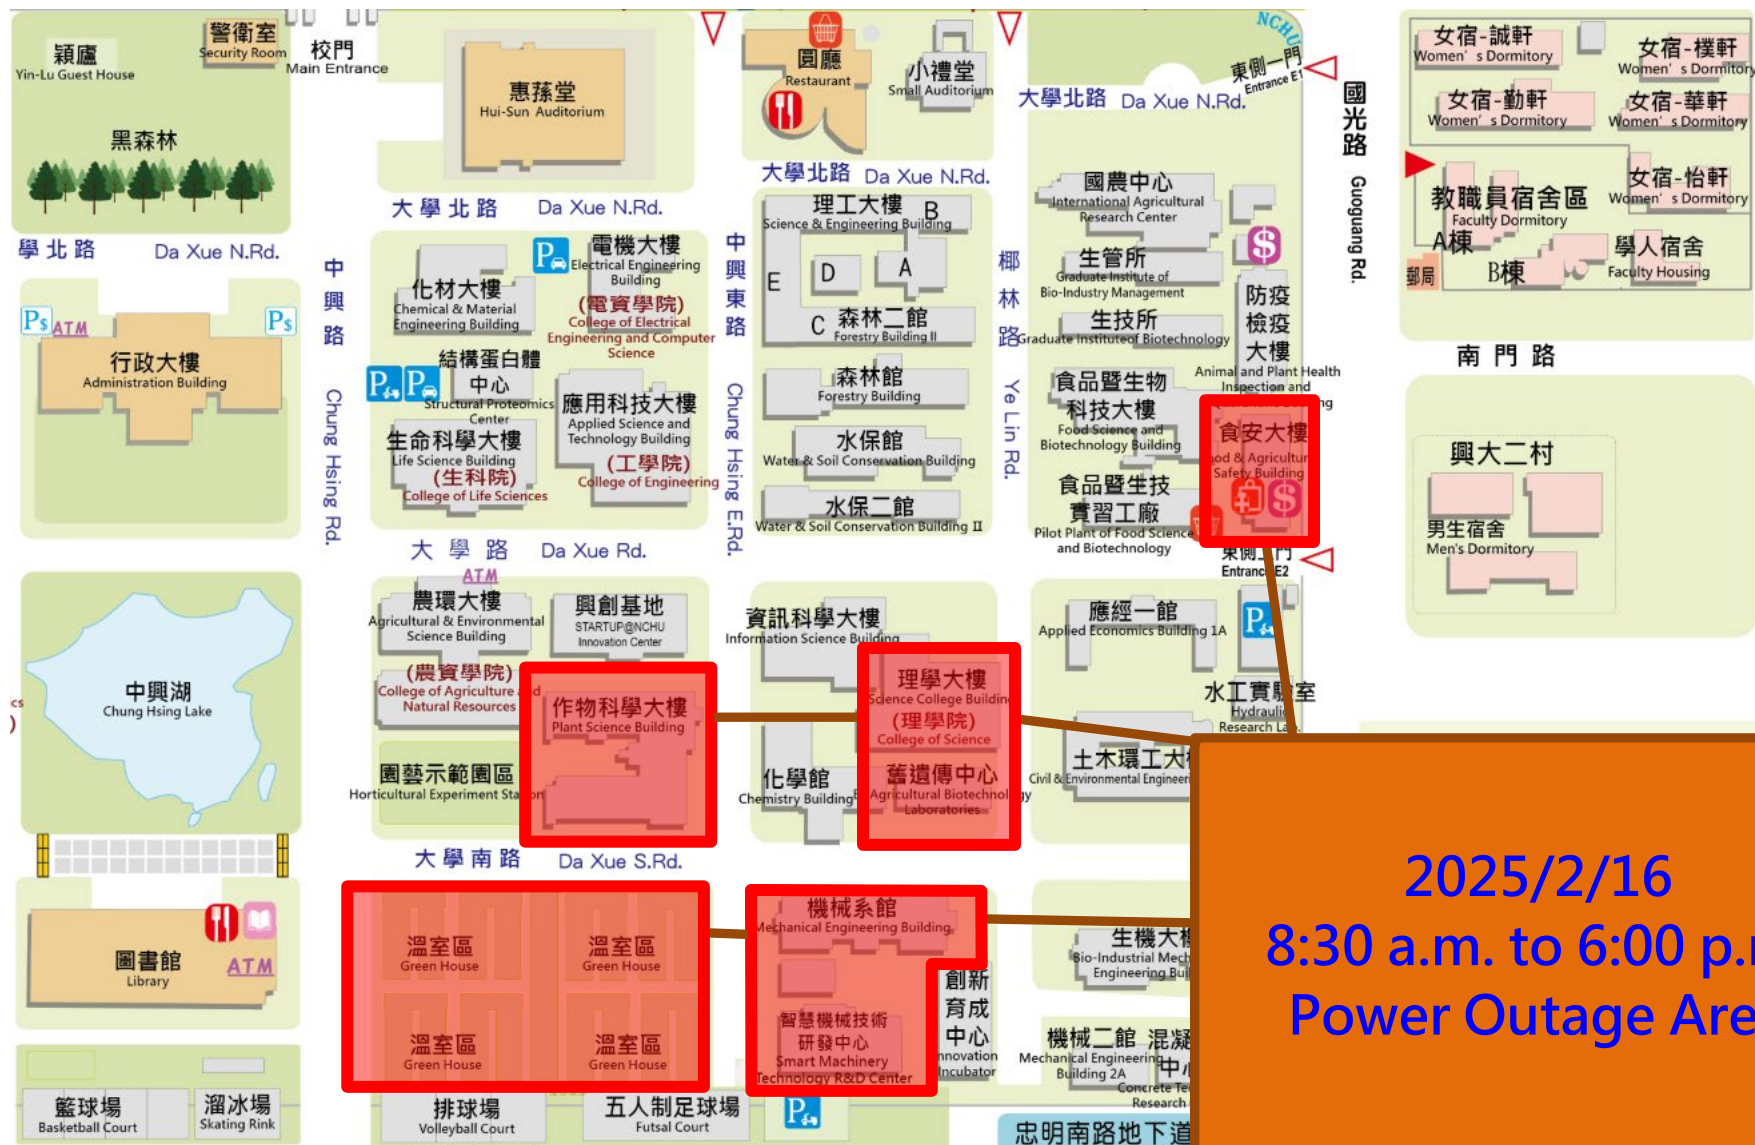 穎廬
Yin-Lu Guest House
警衛室
Security Room
校門
Main Entrance
黑森林
惠蓀堂
Hui-Sun Auditorium
圓廳
Restaurant
小禮堂
Small Auditorium
NCHU
東側一門
Entrance E1
大學北路 Da Xue N.Rd.
國光路 Guoguang Rd.
女宿-誠軒
Women's Dormitory
女宿-樸軒
Women's Dormitory
女宿-勤軒
Women's Dormitory
女宿-華軒
Women's Dormitory
女宿-怡軒
Women's Dormitory
教職員宿舍區
Faculty Dormitory
A棟
B棟
郵局
學人宿舍
Faculty Housing
南門路
興大二村
男生宿舍
Men's Dormitory
學北路 Da Xue N.Rd.
大學北路 Da Xue N.Rd.
大學北路 Da Xue N.Rd.
中興路 Chung Hsing Rd.
中興東路 Chung Hsing E.Rd.
椰林路 Ye Lin Rd.
P$
ATM
P$
行政大樓
Administration Building
化材大樓
Chemical & Material
Engineering Building
P
電機大樓
Electrical Engineering
Building
(電資學院)
College of Electrical
Engineering and Computer
Science
P
P
結構蛋白體
中心
Structural Proteomics
Center
生命科學大樓
Life Science Building
(生科院)
College of Life Sciences
應用科技大樓
Applied Science and
Technology Building
(工學院)
College of Engineering
理工大樓
Science & Engineering Building
A
B
C
D
E
森林二館
Forestry Building II
森林館
Forestry Building
水保館
Water & Soil Conservation Building
水保二館
Water & Soil Conservation Building II
國農中心
International Agricultural
Research Center
$
生管所
Graduate Institute of
Bio-Industry Management
生技所
Graduate Instituteof Biotechnology
防疫
檢疫
大樓
Animal and Plant Health
Inspection and
食品暨生物
科技大樓
Food Science and
Biotechnology Building
食安大樓
Safety Building
$
食品暨生技
實習工廠
Pilot Plant of Food Science
and Biotechnology
Entrance E2
大學路 Da Xue Rd.
中興湖
Chung Hsing Lake
ATM
農環大樓
Agricultural & Environmental
Science Building
(農資學院)
College of Agriculture and
Natural Resources
興創基地
STARTUP@NCHU
Innovation Center
作物科學大樓
Plant Science Building
園藝示範園區
Horticultural Experiment Station
資訊科學大樓
Information Science Building
理學大樓
Science College Building
(理學院)
College of Science
化學館
Chemistry Building
舊遺傳中心
Agricultural Biotechnology
Laboratories
應經一館
Applied Economics Building 1A
P
水工實驗室
Hydraulic
Research Lab.
土木環工大
Civil & Environmental Engineer
大學南路 Da Xue S.Rd.
圖書館
Library
ATM
溫室區
Green House
溫室區
Green House
溫室區
Green House
溫室區
Green House
機械系館
Mechanical Engineering Building
智慧機械技術
研發中心
Smart Machinery
Technology R&D Center
創新
育成
中心
Innovation
Incubator
生機大樓
Bio-Industrial Mech
Engineering Buil
機械二館
Mechanical Engineering
Building 2A
混凝
中心
Concrete Te
Research
籃球場
Basketball Court
溜冰場
Skating Rink
排球場
Volleyball Court
五人制足球場
Futsal Court
P
忠明南路地下道
2025/2/16
8:30 a.m. to 6:00 p.m
Power Outage Are